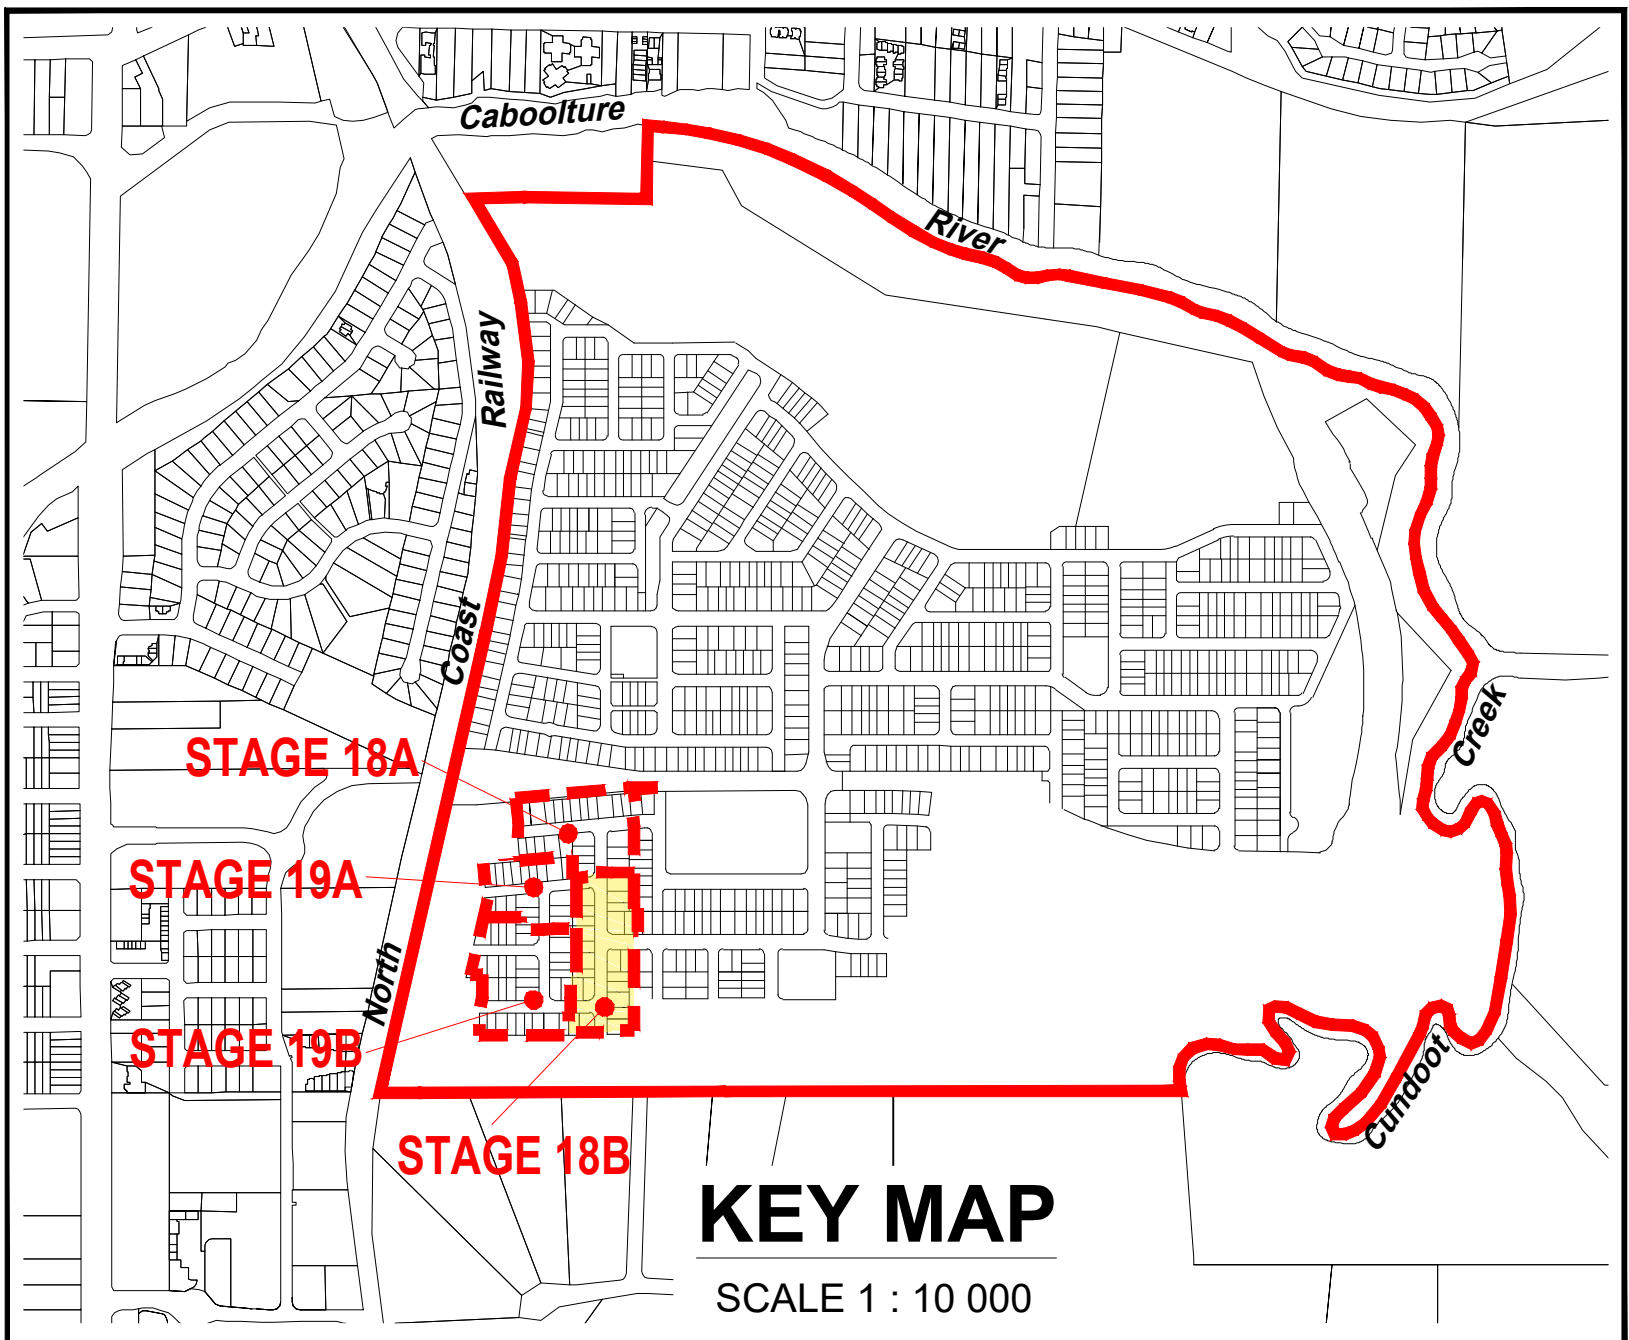 Caboolture
River
Railway
Coast
North
Creek
Cundoot
STAGE 18A
STAGE 19A
STAGE 19B
STAGE 18B
KEY MAP
SCALE 1 : 10 000